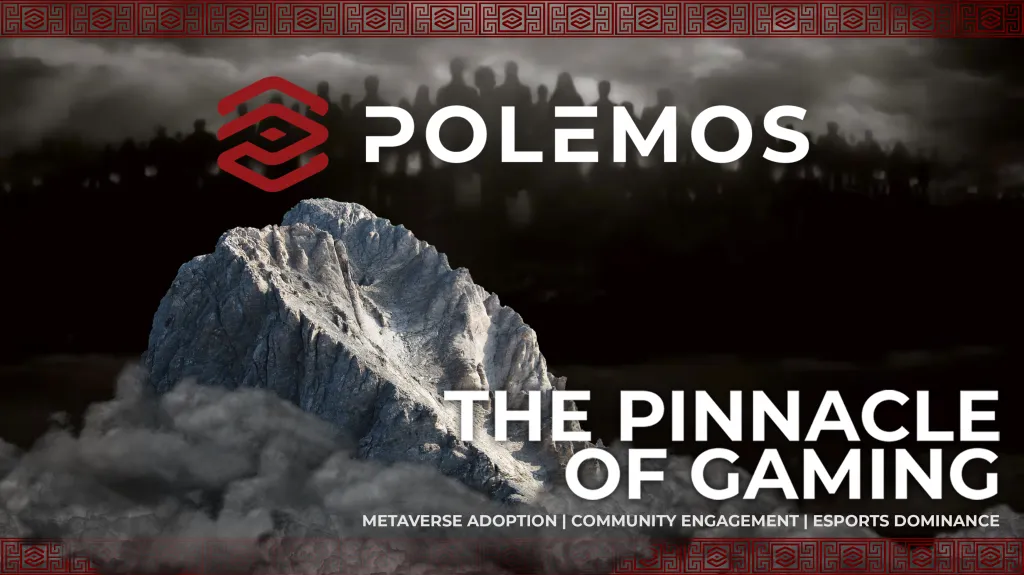 POLEMOS
THE PINNACLE
OF GAMING
METAVERSE ADOPTION | COMMUNITY ENGAGEMENT | ESPORTS DOMINANCE